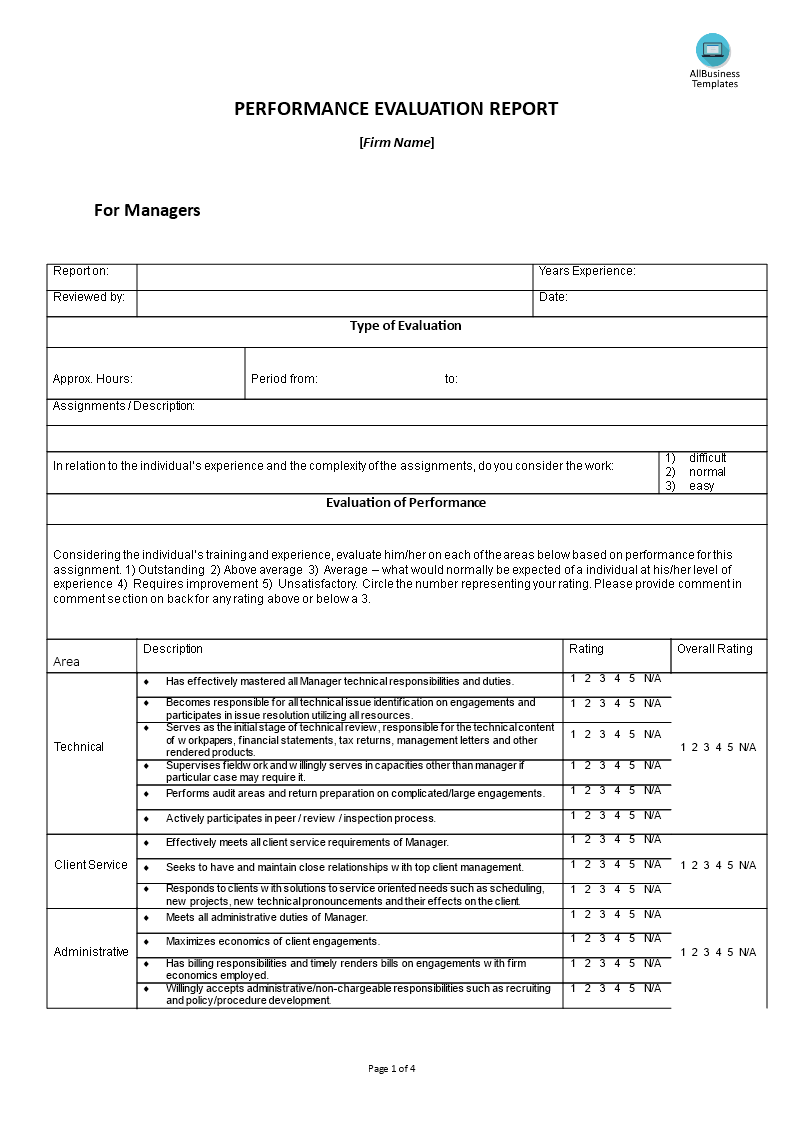 AllBusiness
Templates
PERFORMANCE EVALUATION REPORT
[Firm Name]
For Managers
Report on:
Years Experience:
Reviewed by:
Date:
Type of Evaluation
Approx. Hours:
Period from:
to:
Assignments / Description:
In relation to the individual's experience and the complexity of the assignments, do you consider the work:
1) difficult
2) normal
3) easy
Evaluation of Performance
Considering the individual's training and experience, evaluate him/her on each of the areas below based on performance for this
assignment. 1) Outstanding 2) Above average 3) Average – what would normally be expected of a individual at his/her level of
experience 4) Requires improvement 5) Unsatisfactory. Circle the number representing your rating. Please provide comment in
comment section on back for any rating above or below a 3.
Area
Description
Rating
Overall Rating
Technical
♦ Has effectively mastered all Manager technical responsibilities and duties.
1 2 3 4 5 N/A
♦ Becomes responsible for all technical issue identification on engagements and
participates in issue resolution utilizing all resources.
1 2 3 4 5 N/A
♦ Serves as the initial stage of technical review, responsible for the technical content
of workpapers, financial statements, tax returns, management letters and other
rendered products.
1 2 3 4 5 N/A
♦ Supervises fieldwork and willingly serves in capacities other than manager if
particular case may require it.
1 2 3 4 5 N/A
♦ Performs audit areas and return preparation on complicated/large engagements.
1 2 3 4 5 N/A
♦ Actively participates in peer / review / inspection process.
1 2 3 4 5 N/A
1 2 3 4 5 N/A
Client Service
♦ Effectively meets all client service requirements of Manager.
1 2 3 4 5 N/A
♦ Seeks to have and maintain close relationships with top client management.
1 2 3 4 5 N/A
♦ Responds to clients with solutions to service oriented needs such as scheduling,
new projects, new technical pronouncements and their effects on the client.
1 2 3 4 5 N/A
1 2 3 4 5 N/A
Administrative
♦ Meets all administrative duties of Manager.
1 2 3 4 5 N/A
♦ Maximizes economics of client engagements.
1 2 3 4 5 N/A
♦ Has billing responsibilities and timely renders bills on engagements with firm
economics employed.
1 2 3 4 5 N/A
♦ Willingly accepts administrative/non-chargeable responsibilities such as recruiting
and policy/procedure development.
1 2 3 4 5 N/A
1 2 3 4 5 N/A
Page 1 of 4